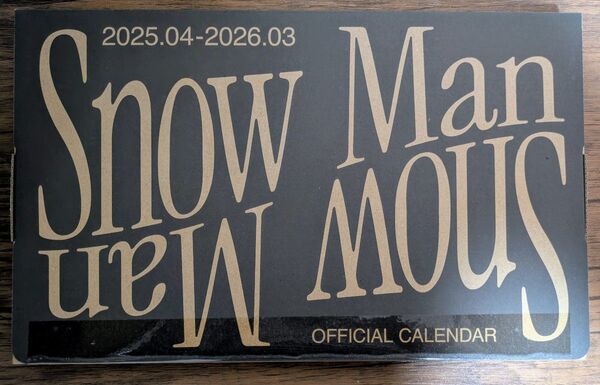 2025.04-2026.03
Snow Man
Man Snow
OFFICIAL CALENDAR